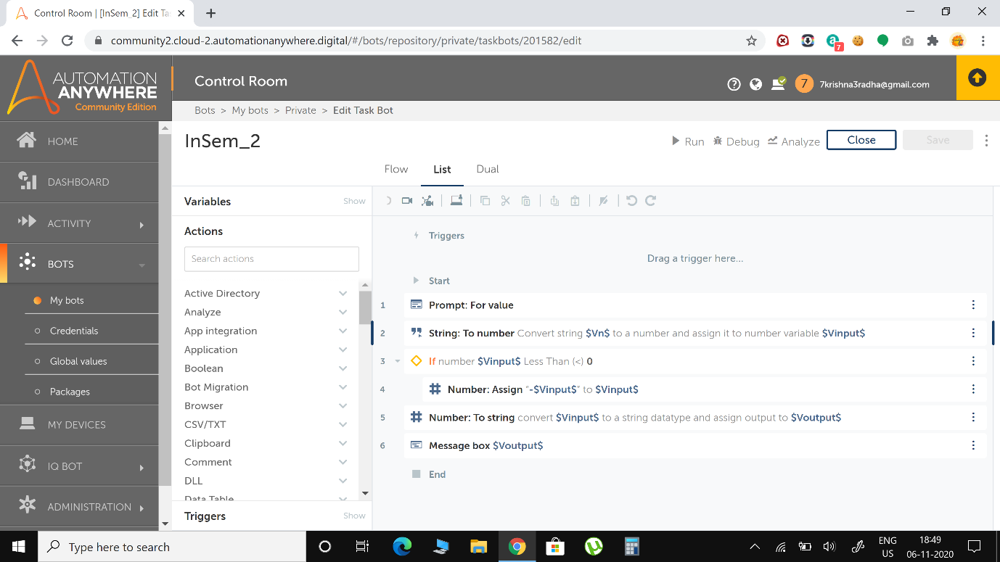 Control Room | [InSem_2] Edit Ta
community2.cloud-2.automationanywhere.digital/#/bots/repository/private/taskbots/201582/edit
7
AUTOMATION
ANYWHERE
Community Edition
Control Room
7
7krishna3radha@gmail.com
Bots > My bots > Private > Edit Task Bot
HOME
DASHBOARD
ACTIVITY
BOTS
My bots
Credentials
Global values
Packages
MY DEVICES
IQ BOT
ADMINISTRATION
InSem_2
Run
Debug
Analyze
Close
Save
Flow
List
Dual
Variables
Show
Actions
Search actions
Active Directory
Analyze
App integration
Application
Boolean
Bot Migration
Browser
CSV/TXT
Clipboard
Comment
DLL
Data Table
Triggers
Show
Triggers
Drag a trigger here...
Start
1 Prompt: For value
2 String: To number Convert string $Vn$ to a number and assign it to number variable $Vinput$
3 If number $Vinput$ Less Than (<) 0
4 Number: Assign "-$Vinput$" to $Vinput$
5 Number: To string convert $Vinput$ to a string datatype and assign output to $Voutput$
6 Message box $Voutput$
End
Type here to search
ENG
US
18:49
06-11-2020